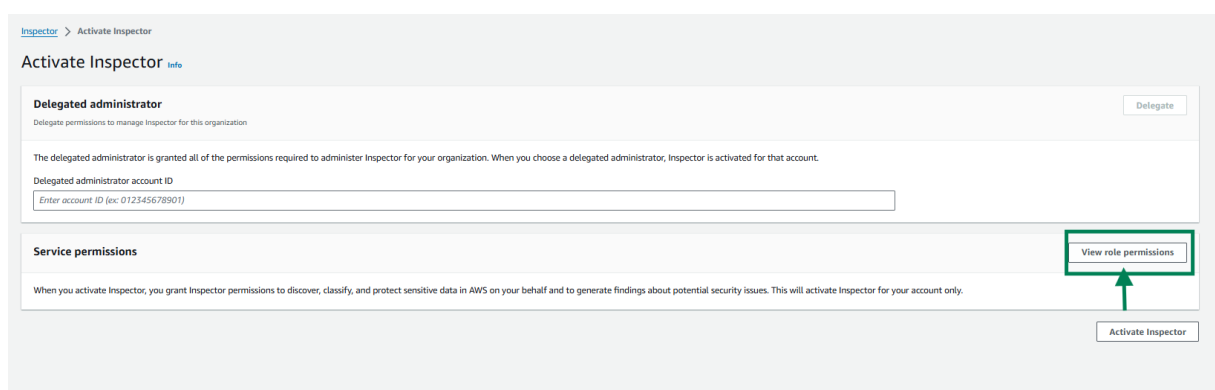 Inspector > Activate Inspector
Activate Inspector Info
Delegated administrator
Delegate
Delegate permissions to manage Inspector for this organization
The delegated administrator is granted all of the permissions required to administer Inspector for your organization. When you choose a delegated administrator, Inspector is activated for that account.
Delegated administrator account ID
Enter account ID (ex: 012345678901)
Service permissions
View role permissions
When you activate Inspector, you grant Inspector permissions to discover, classify, and protect sensitive data in AWS on your behalf and to generate findings about potential security issues. This will activate Inspector for your account only.
Activate Inspector